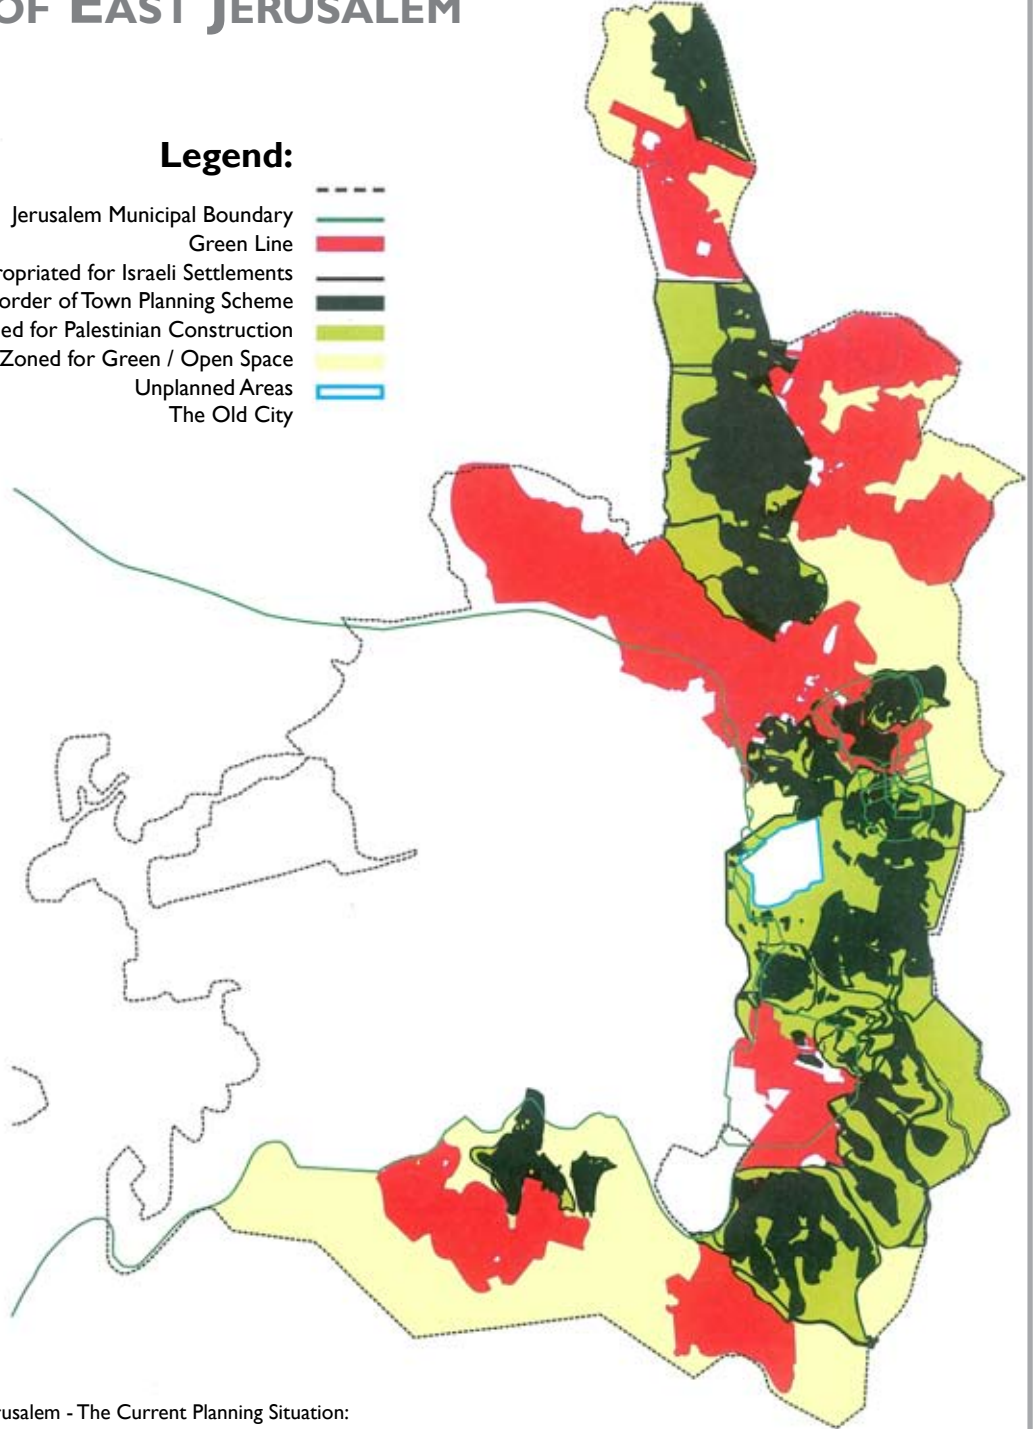 OF EAST JERUSALEM
Legend:
Jerusalem Municipal Boundary
Green Line
ropriated for Israeli Settlements
order of Town Planning Scheme
ed for Palestinian Construction
Zoned for Green / Open Space
Unplanned Areas
The Old City
rusalem - The Current Planning Situation: